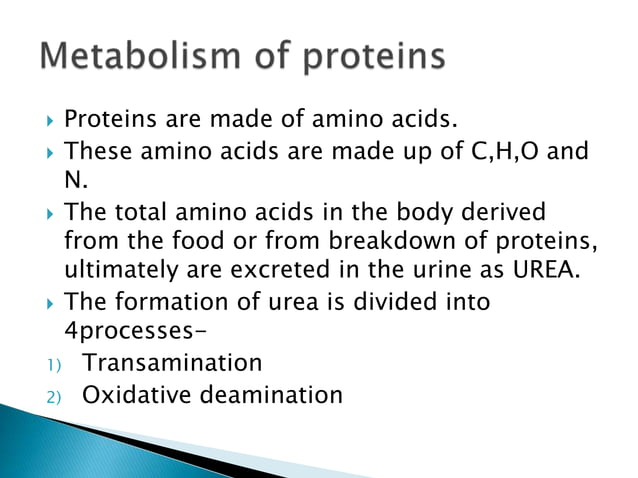 Metabolism of proteins
Proteins are made of amino acids.
These amino acids are made up of C,H,O and
N.
The total amino acids in the body derived
from the food or from breakdown of proteins,
ultimately are excreted in the urine as UREA.
The formation of urea is divided into
4processes-
1) Transamination
2) Oxidative deamination